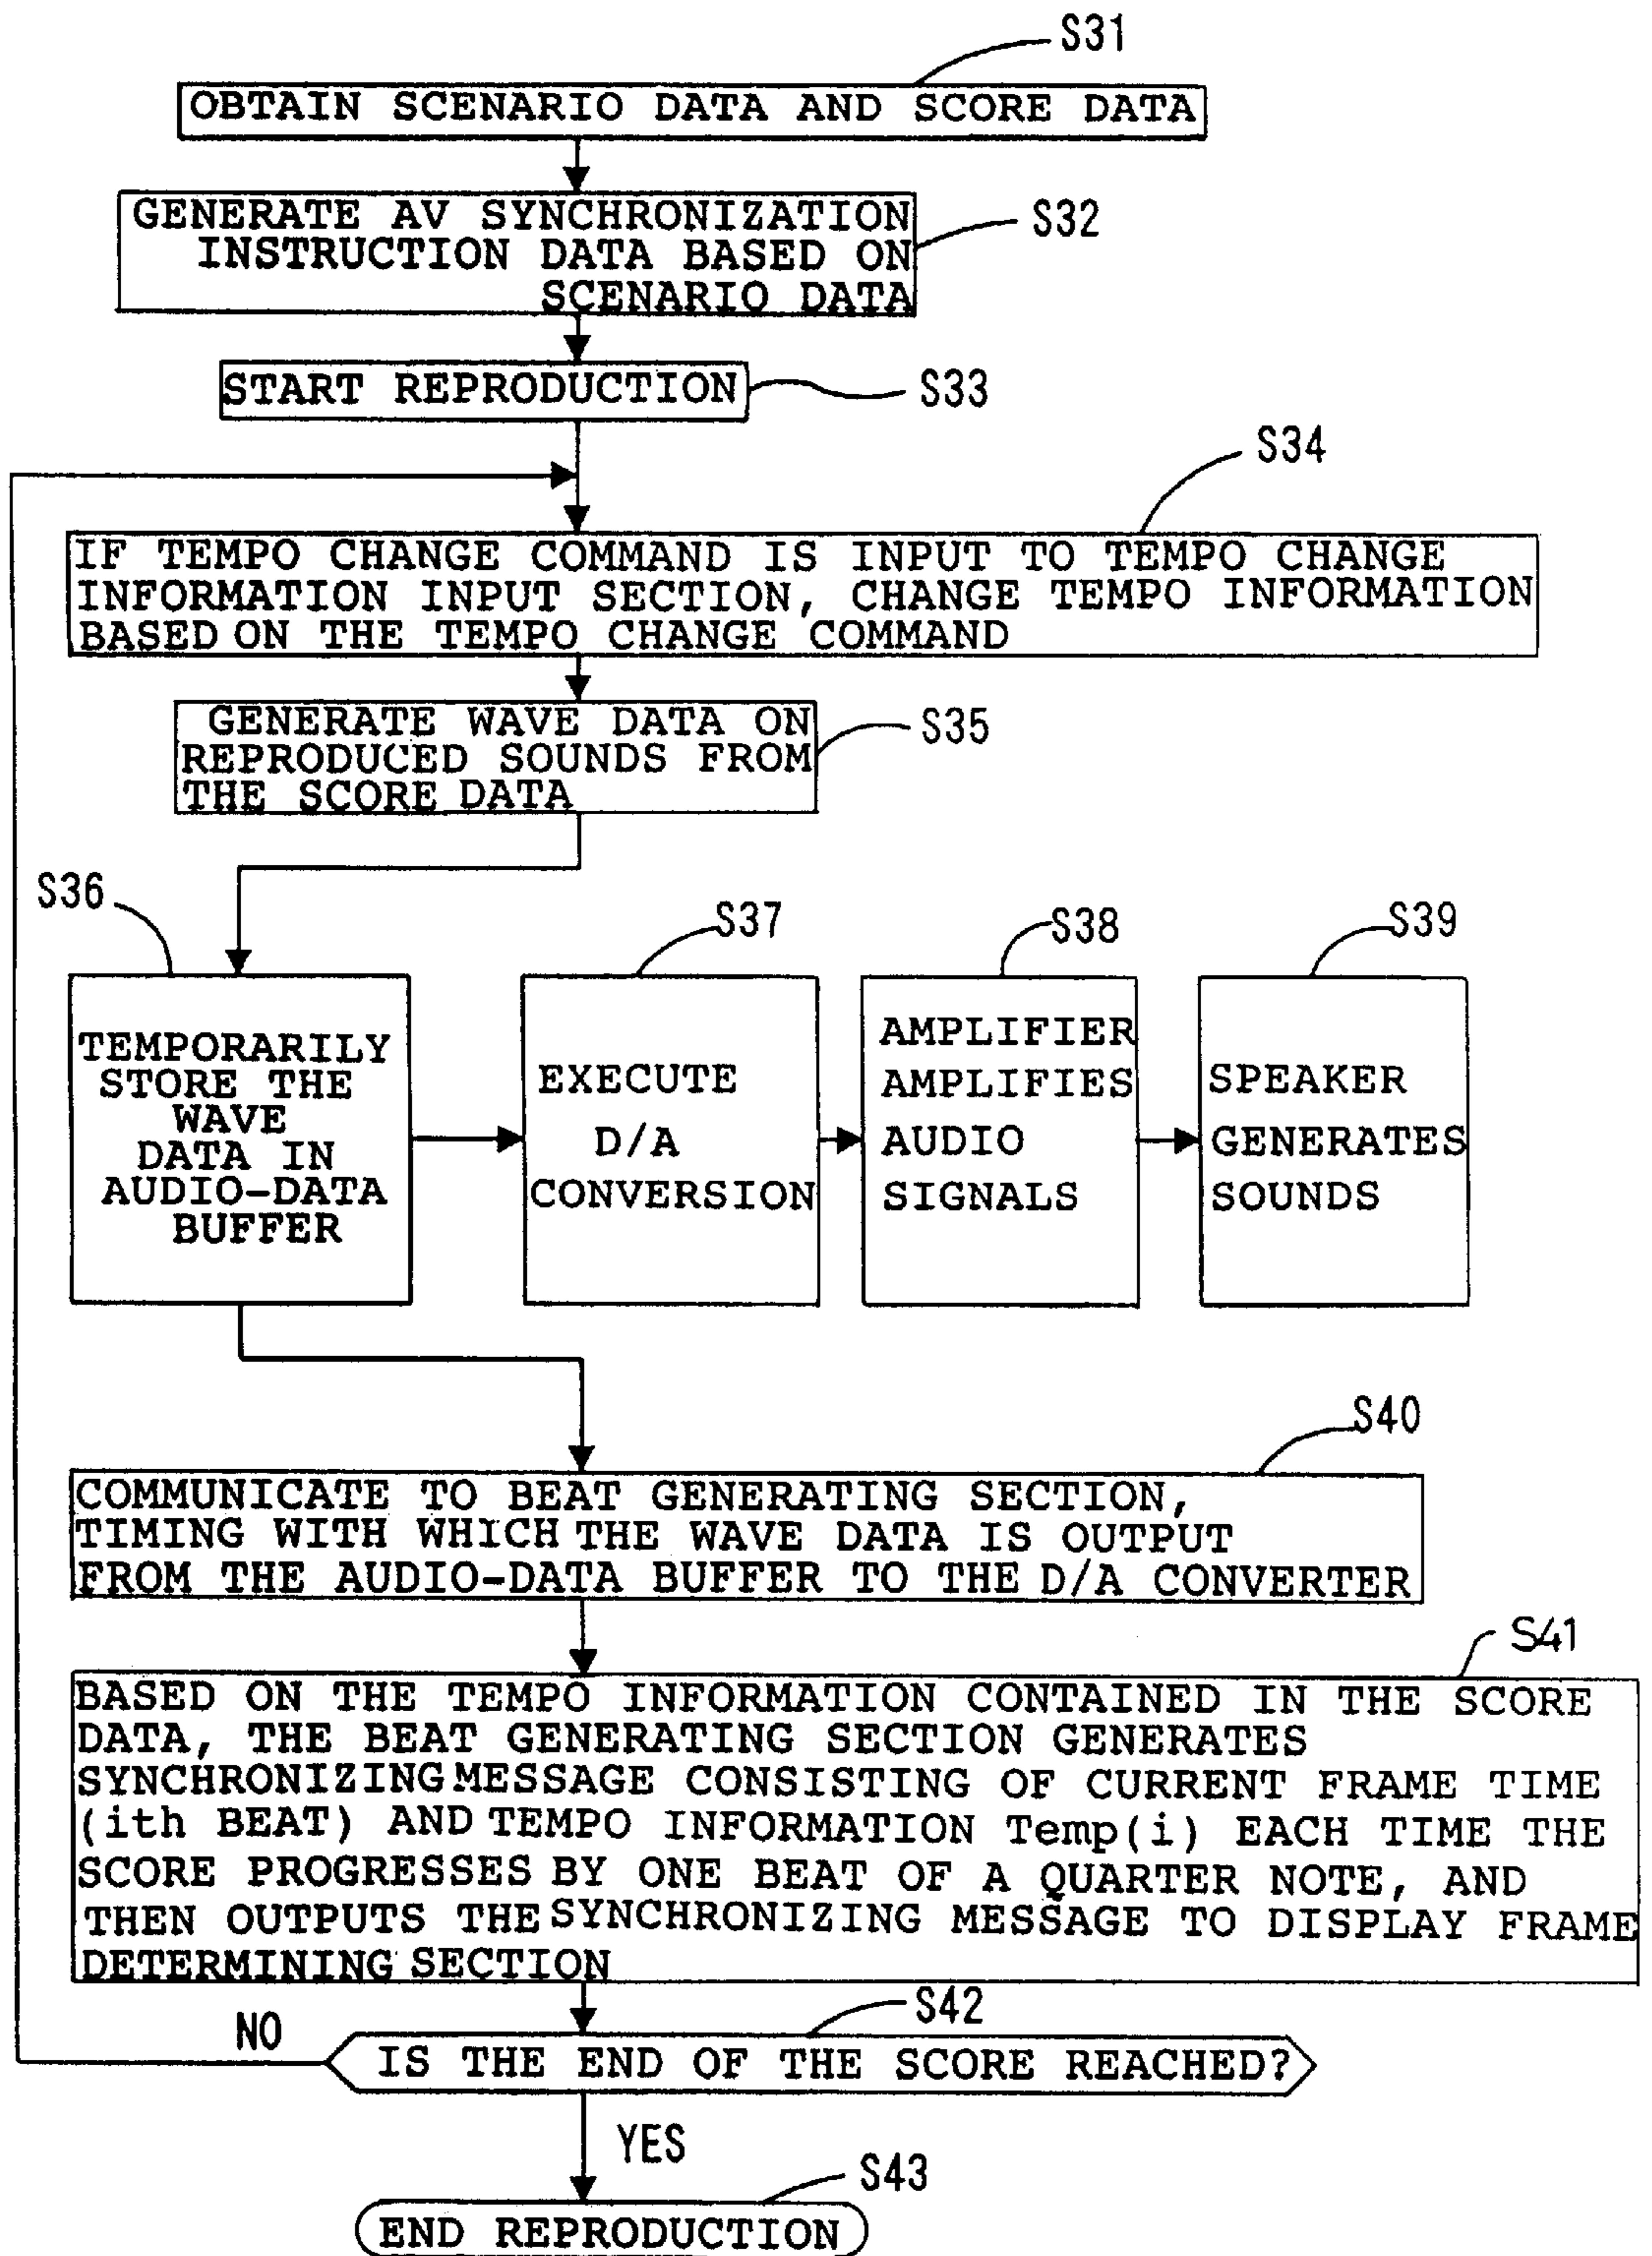 S31
OBTAIN SCENARIO DATA AND SCORE DATA
GENERATE AV SYNCHRONIZATION
INSTRUCTION DATA BASED ON
SCENARIO DATA
S32
START REPRODUCTION
S33
S34
IF TEMPO CHANGE COMMAND IS INPUT TO TEMPO CHANGE
INFORMATION INPUT SECTION, CHANGE TEMPO INFORMATION
BASED ON THE TEMPO CHANGE COMMAND
GENERATE WAVE DATA ON
REPRODUCED SOUNDS FROM
THE SCORE DATA
S35
S36
TEMPORARILY
STORE THE
WAVE
DATA IN
AUDIO-DATA
BUFFER
S37
EXECUTE
D/A
CONVERSION
S38
AMPLIFIER
AMPLIFIES
AUDIO
SIGNALS
S39
SPEAKER
GENERATES
SOUNDS
S40
COMMUNICATE TO BEAT GENERATING SECTION,
TIMING WITH WHICH THE WAVE DATA IS OUTPUT
FROM THE AUDIO-DATA BUFFER TO THE D/A CONVERTER
S41
BASED ON THE TEMPO INFORMATION CONTAINED IN THE SCORE
DATA, THE BEAT GENERATING SECTION GENERATES
SYNCHRONIZING MESSAGE CONSISTING OF CURRENT FRAME TIME
(ith BEAT) AND TEMPO INFORMATION Temp(i) EACH TIME THE
SCORE PROGRESSES BY ONE BEAT OF A QUARTER NOTE, AND
THEN OUTPUTS THE SYNCHRONIZING MESSAGE TO DISPLAY FRAME
DETERMINING SECTION
S42
NO
IS THE END OF THE SCORE REACHED?
YES
S43
END REPRODUCTION